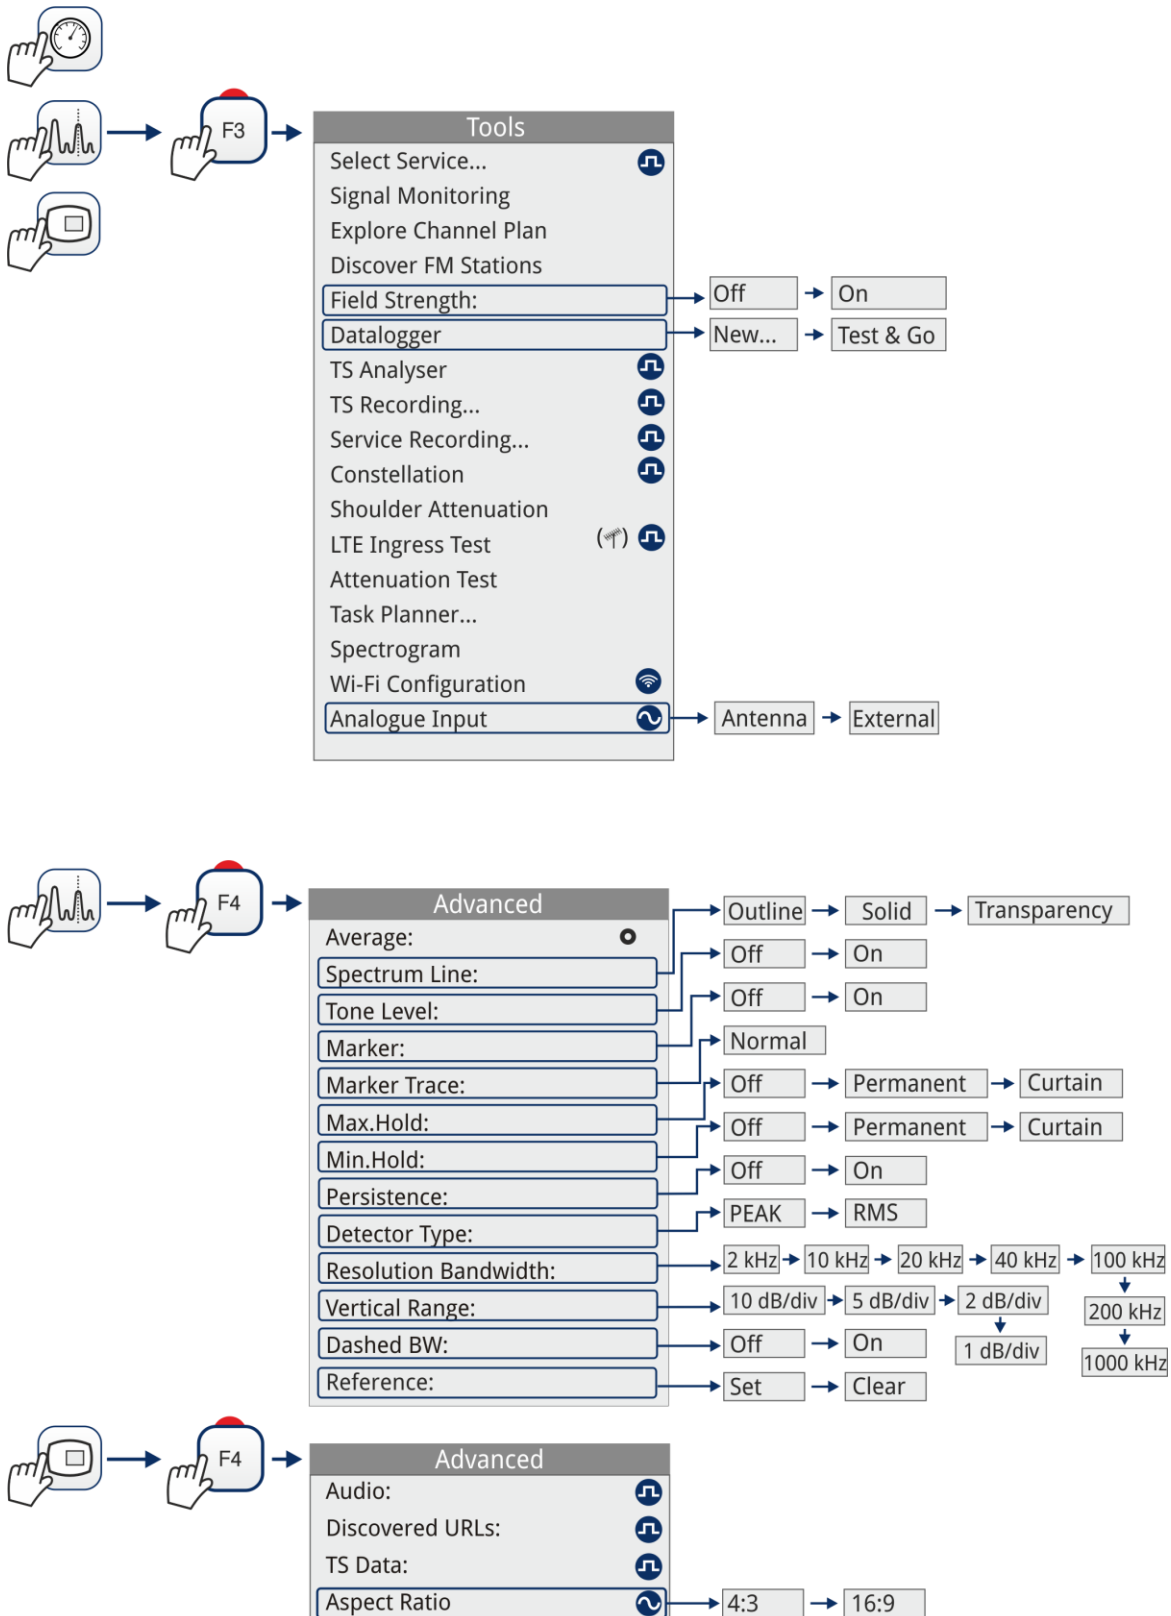 F3
Tools
Select Service...
Signal Monitoring
Explore Channel Plan
Discover FM Stations
Field Strength: Off On
Datalogger New... Test & Go
TS Analyser
TS Recording...
Service Recording...
Constellation
Shoulder Attenuation
LTE Ingress Test
Attenuation Test
Task Planner...
Spectrogram
Wi-Fi Configuration
Analogue Input Antenna External
F4
Advanced
Average:
Spectrum Line: Outline Solid Transparency
Tone Level: Off On
Marker: Off On
Marker Trace: Normal
Max.Hold: Off Permanent Curtain
Min.Hold: Off Permanent Curtain
Persistence: Off On
Detector Type: PEAK RMS
Resolution Bandwidth: 2 kHz 10 kHz 20 kHz 40 kHz 100 kHz 200 kHz 1000 kHz
Vertical Range: 10 dB/div 5 dB/div 2 dB/div 1 dB/div
Dashed BW: Off On
Reference: Set Clear
F4
Advanced
Audio:
Discovered URLs:
TS Data:
Aspect Ratio 4:3 16:9